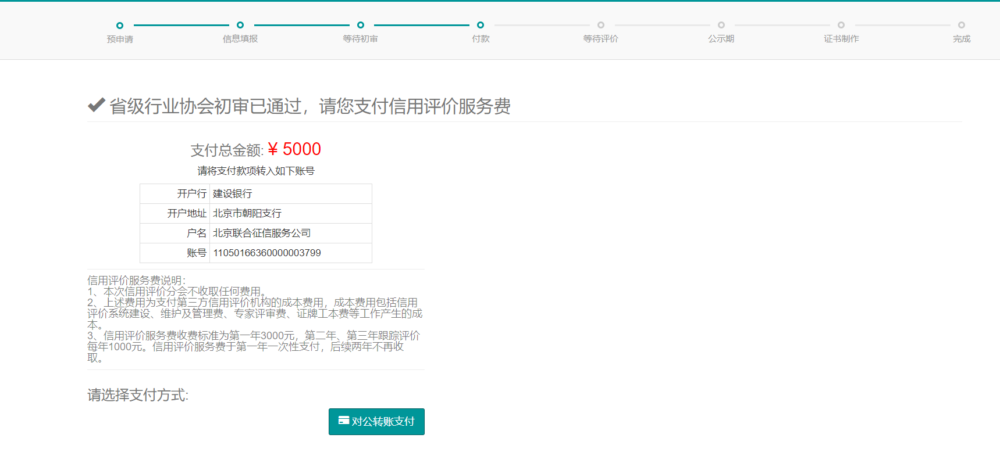 预申请 信息填报 等待初审 付款 等待评价 公示期 证书制作 完成
省级行业协会初审已通过，请您支付信用评价服务费
支付总金额: ¥ 5000
请将支付款项转入如下账号
开户行 建设银行
开户地址 北京市朝阳支行
户名 北京联合征信服务公司
账号 11050166360000003799
信用评价服务费说明：
1、本次信用评价分会不收取任何费用。
2、上述费用为支付第三方信用评价机构的成本费用，成本费用包括信用
评价系统建设、维护及管理费、专家评审费、证牌工本费等工作产生的成
本。
3、信用评价服务费收费标准为第一年3000元，第二年、第三年跟踪评价
每年1000元。信用评价服务费于第一年一次性支付，后续两年不再收
取。
请选择支付方式:
对公转账支付